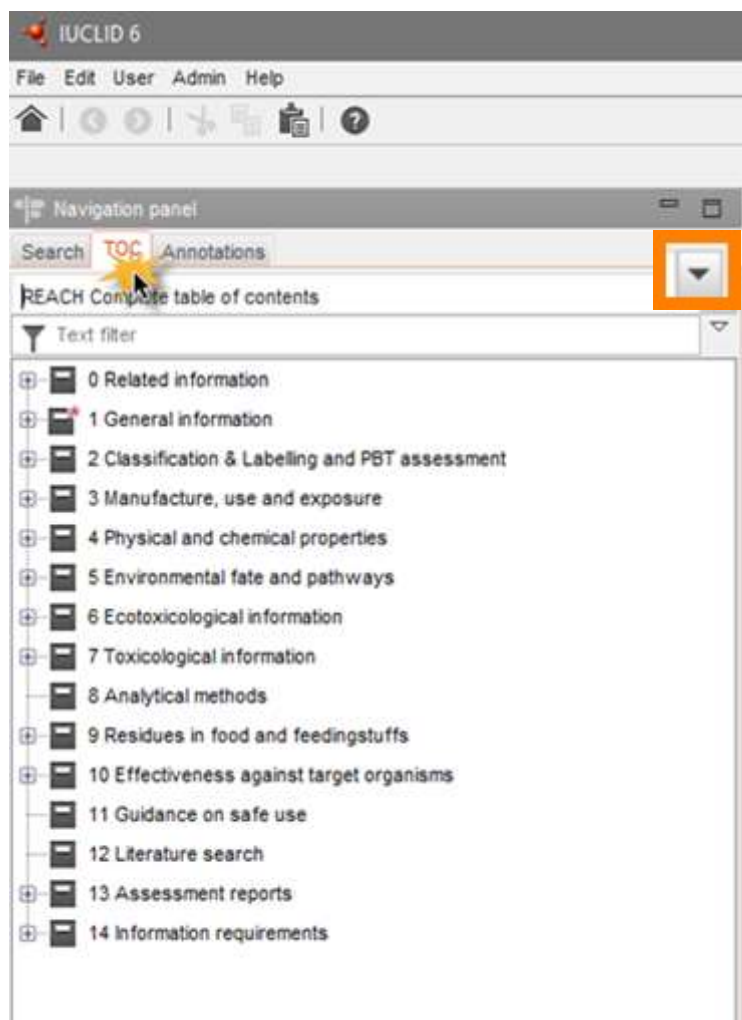 IUCLID 6
File Edit User Admin Help
Navigation panel
Search TOC Annotations
REACH Complete table of contents
Text filter
0 Related information
1 General information
2 Classification & Labelling and PBT assessment
3 Manufacture, use and exposure
4 Physical and chemical properties
5 Environmental fate and pathways
6 Ecotoxicological information
7 Toxicological information
8 Analytical methods
9 Residues in food and feedingstuffs
10 Effectiveness against target organisms
11 Guidance on safe use
12 Literature search
13 Assessment reports
14 Information requirements